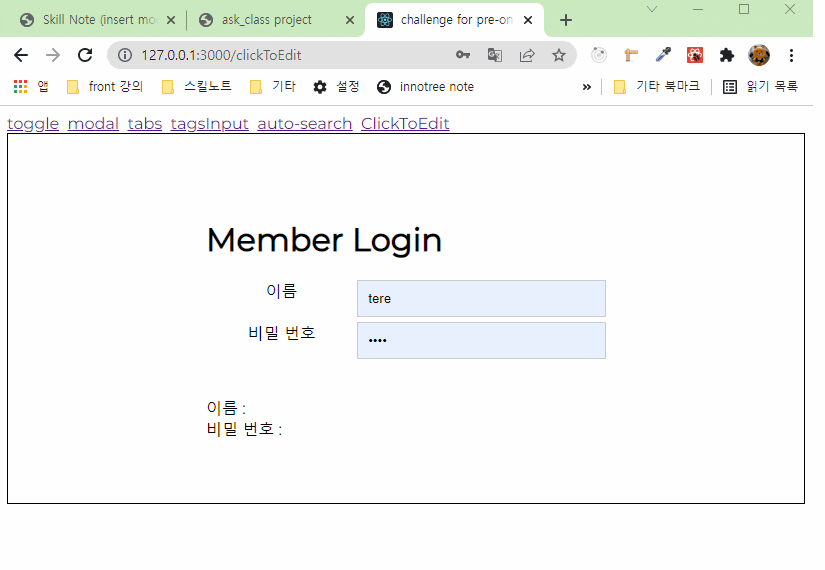 Skill Note (insert mo
ask_class project
challenge for pre-on
127.0.0.1:3000/clickToEdit
앱 front 강의 스킬노트 기타 설정 innotree note » 기타 북마크 읽기 목록
toggle modal tabs tagsInput auto-search ClickToEdit
Member Login
이름 tere
비밀 번호 ••••
이름 :
비밀 번호 :